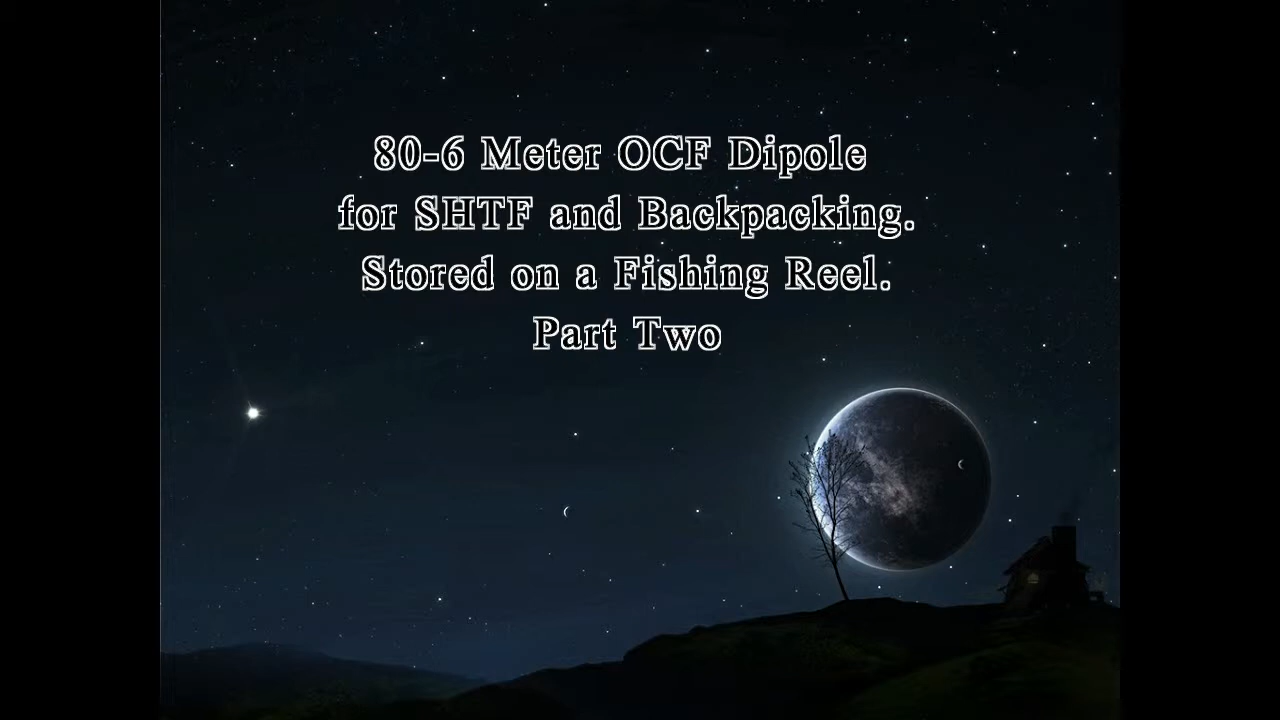 80-6 Meter OCF Dipole
for SHTF and Backpacking.
Stored on a Fishing Reel.
Part Two